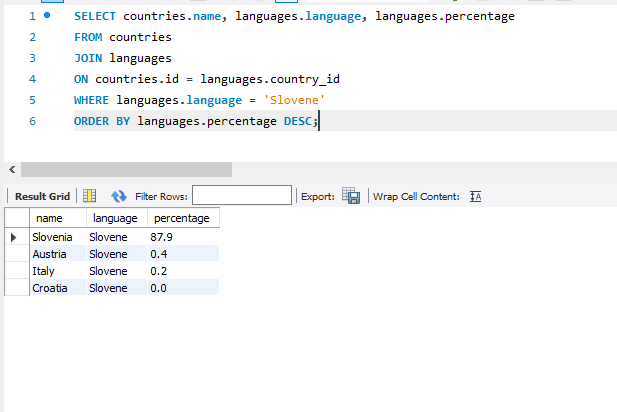 1 SELECT countries.name, languages.language, languages.percentage
2 FROM countries
3 JOIN languages
4 ON countries.id = languages.country_id
5 WHERE languages.language = 'Slovene'
6 ORDER BY languages.percentage DESC;
Result Grid Filter Rows: Export: Wrap Cell Content:
name language percentage
Slovenia Slovene 87.9
Austria Slovene 0.4
Italy Slovene 0.2
Croatia Slovene 0.0